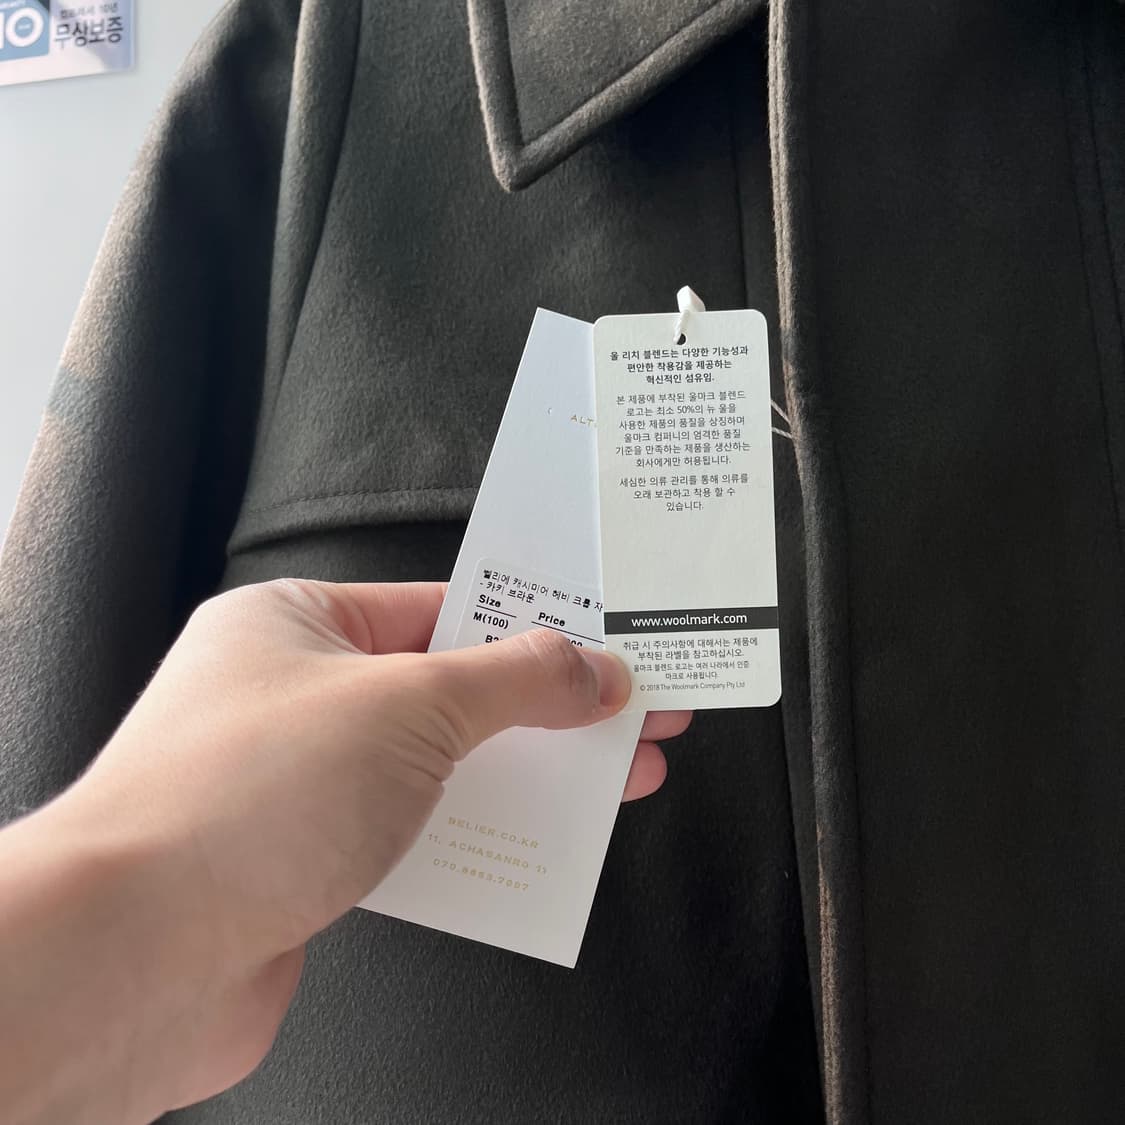 컴프레서 10년
10
무상보증
올 리치 블렌드는 다양한 기능성과
편안한 착용감을 제공하는
혁신적인 섬유임.
본 제품에 부착된 울마크 블렌드
로고는 최소 50%의 뉴 울을
사용한 제품의 품질을 상징하며
울마크 컴퍼니의 엄격한 품질
기준을 만족하는 제품을 생산하는
회사에게만 허용됩니다.
세심한 의류 관리를 통해 의류를
오래 보관하고 착용 할 수
있습니다.
www.woolmark.com
취급 시 주의사항에 대해서는 제품에
부착된 라벨을 참고하십시오.
울마크 블렌드 로고는 여러 나라에서 인증
마크로 사용됩니다.
© 2018 The Woolmark Company Pty Ltd
벨리에 캐시미어 헤비 크롭 자
- 카키 브라운
Size Price
M(100)
BELIER.CO.KR
11, ACHASANRO 11